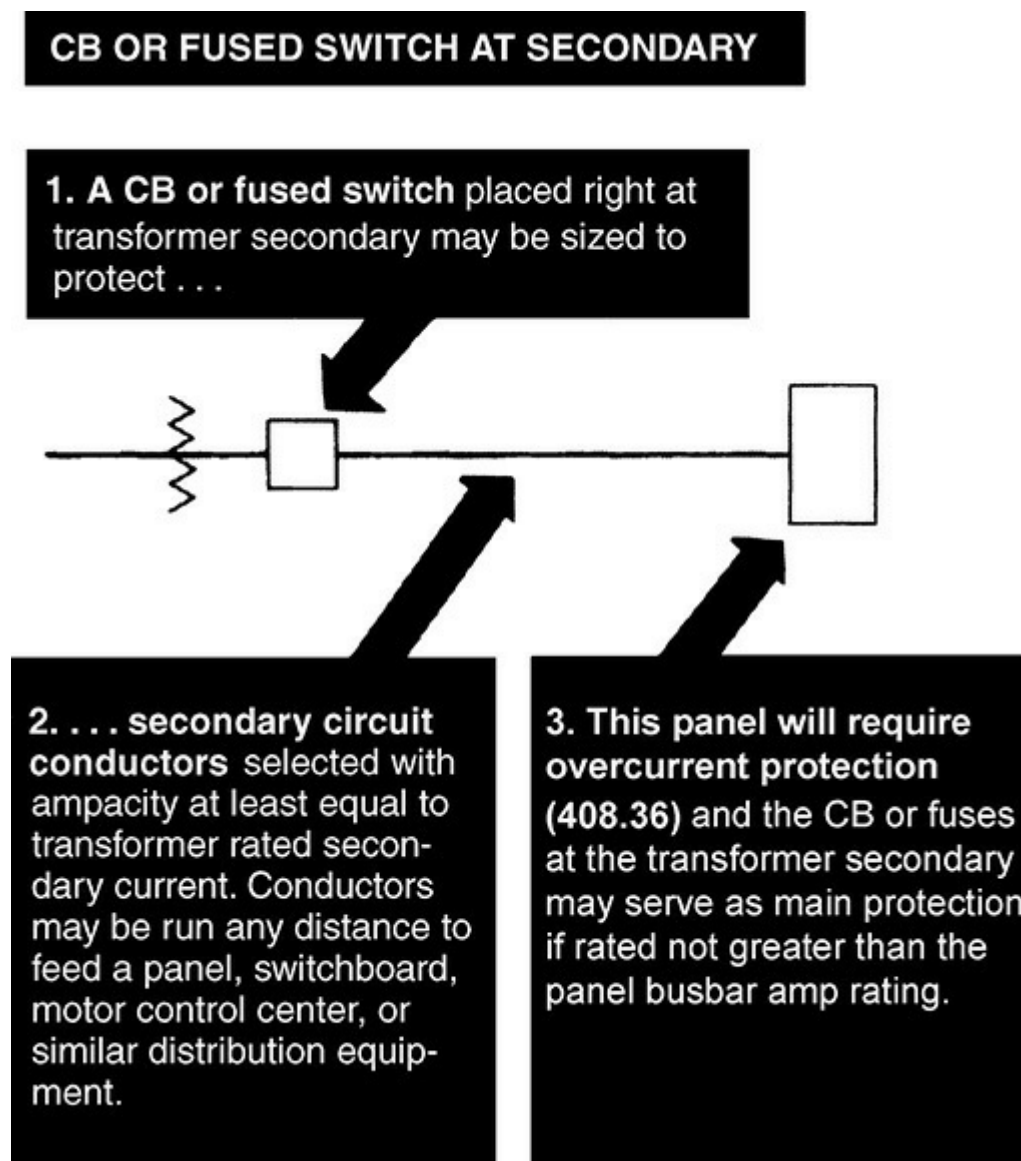 CB OR FUSED SWITCH AT SECONDARY
1. A CB or fused switch placed right at
transformer secondary may be sized to
protect . . .
2. . . . secondary circuit
conductors selected with
ampacity at least equal to
transformer rated secon-
dary current. Conductors
may be run any distance to
feed a panel, switchboard,
motor control center, or
similar distribution equip-
ment.
3. This panel will require
overcurrent protection
(408.36) and the CB or fuses
at the transformer secondary
may serve as main protection
if rated not greater than the
panel busbar amp rating.